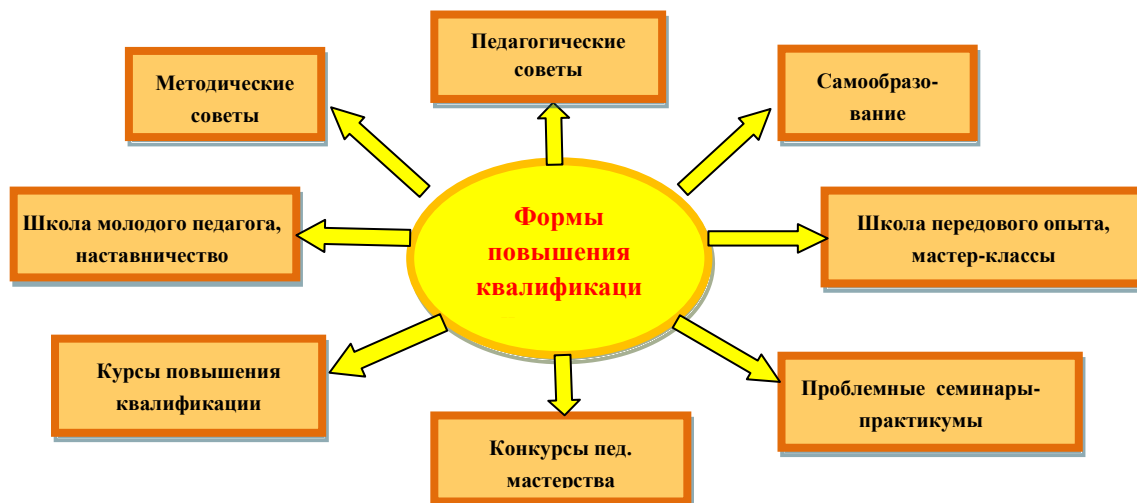 Педагогические
советы
Методические
советы
Самообразо-
вание
Школа молодого педагога,
наставничество
Формы
повышения
квалификаци
Школа передового опыта,
мастер-классы
Курсы повышения
квалификации
Проблемные семинары-
практикумы
Конкурсы пед.
мастерства